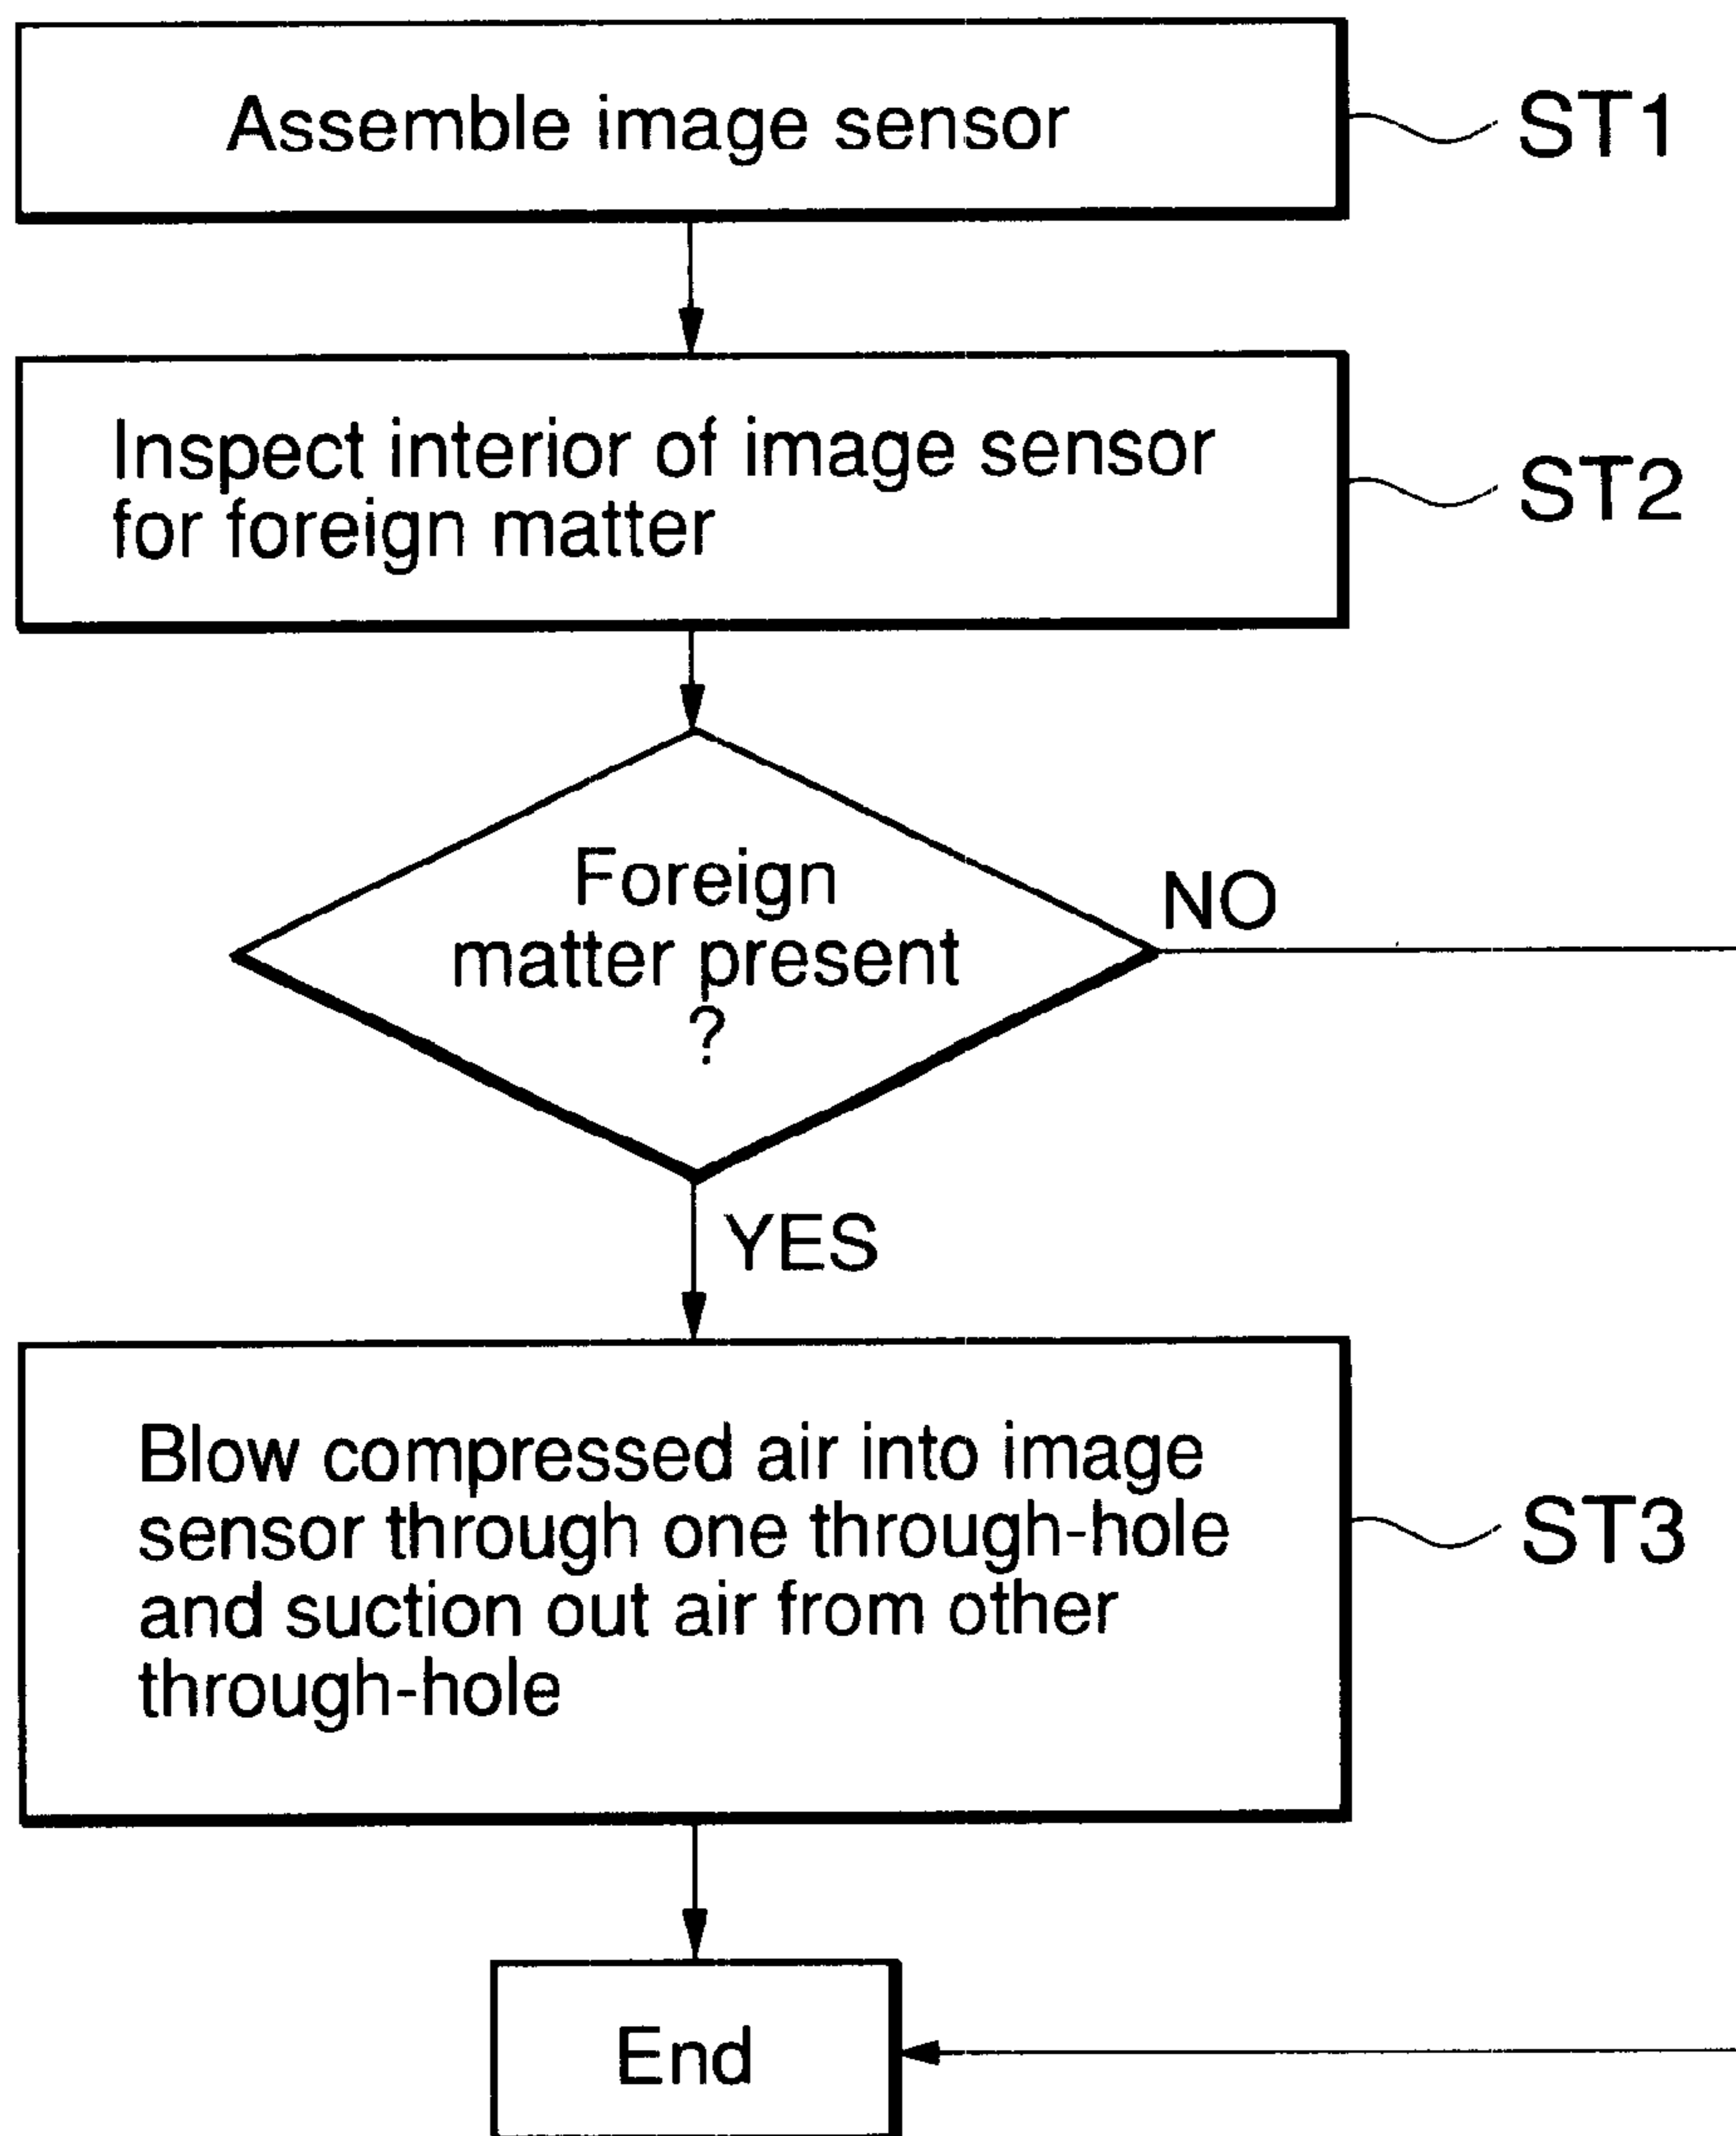 Assemble image sensor
ST1
Inspect interior of image sensor
for foreign matter
ST2
Foreign
matter present
?
NO
YES
Blow compressed air into image
sensor through one through-hole
and suction out air from other
through-hole
ST3
End